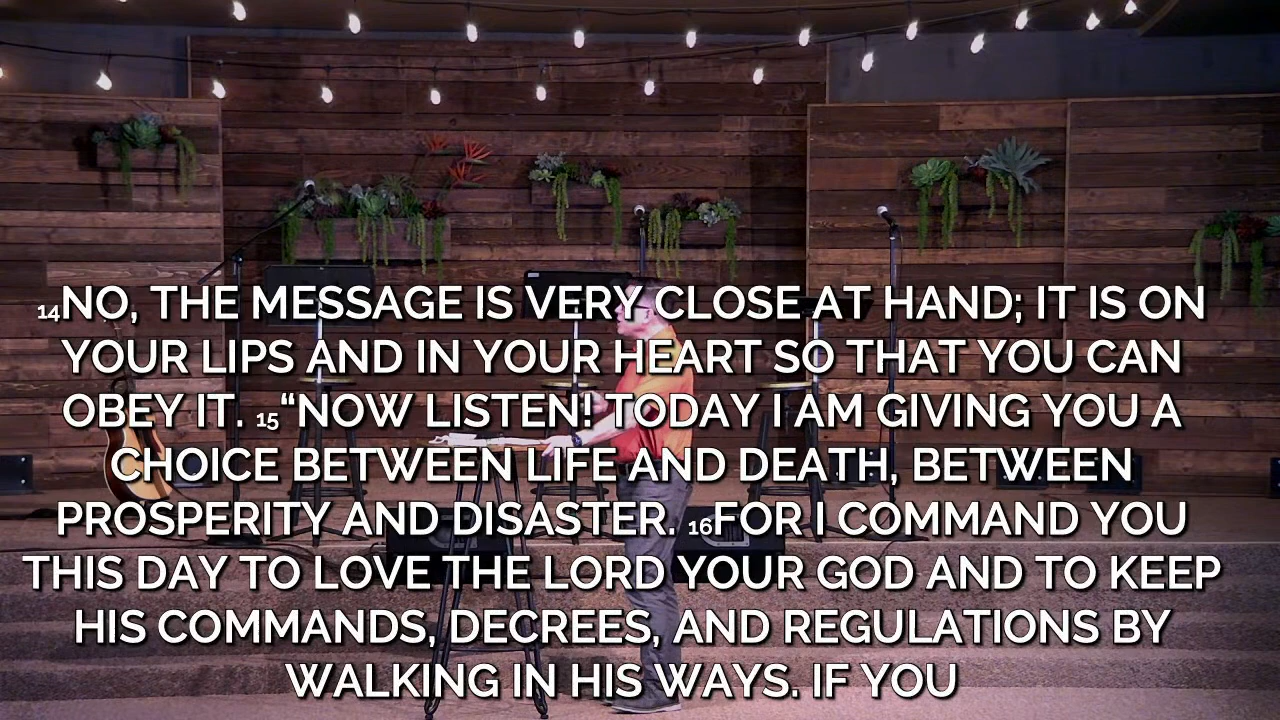 14NO, THE MESSAGE IS VERY CLOSE AT HAND; IT IS ON
YOUR LIPS AND IN YOUR HEART SO THAT YOU CAN
OBEY IT. 15“NOW LISTEN! TODAY I AM GIVING YOU A
CHOICE BETWEEN LIFE AND DEATH, BETWEEN
PROSPERITY AND DISASTER. 16FOR I COMMAND YOU
THIS DAY TO LOVE THE LORD YOUR GOD AND TO KEEP
HIS COMMANDS, DECREES, AND REGULATIONS BY
WALKING IN HIS WAYS. IF YOU